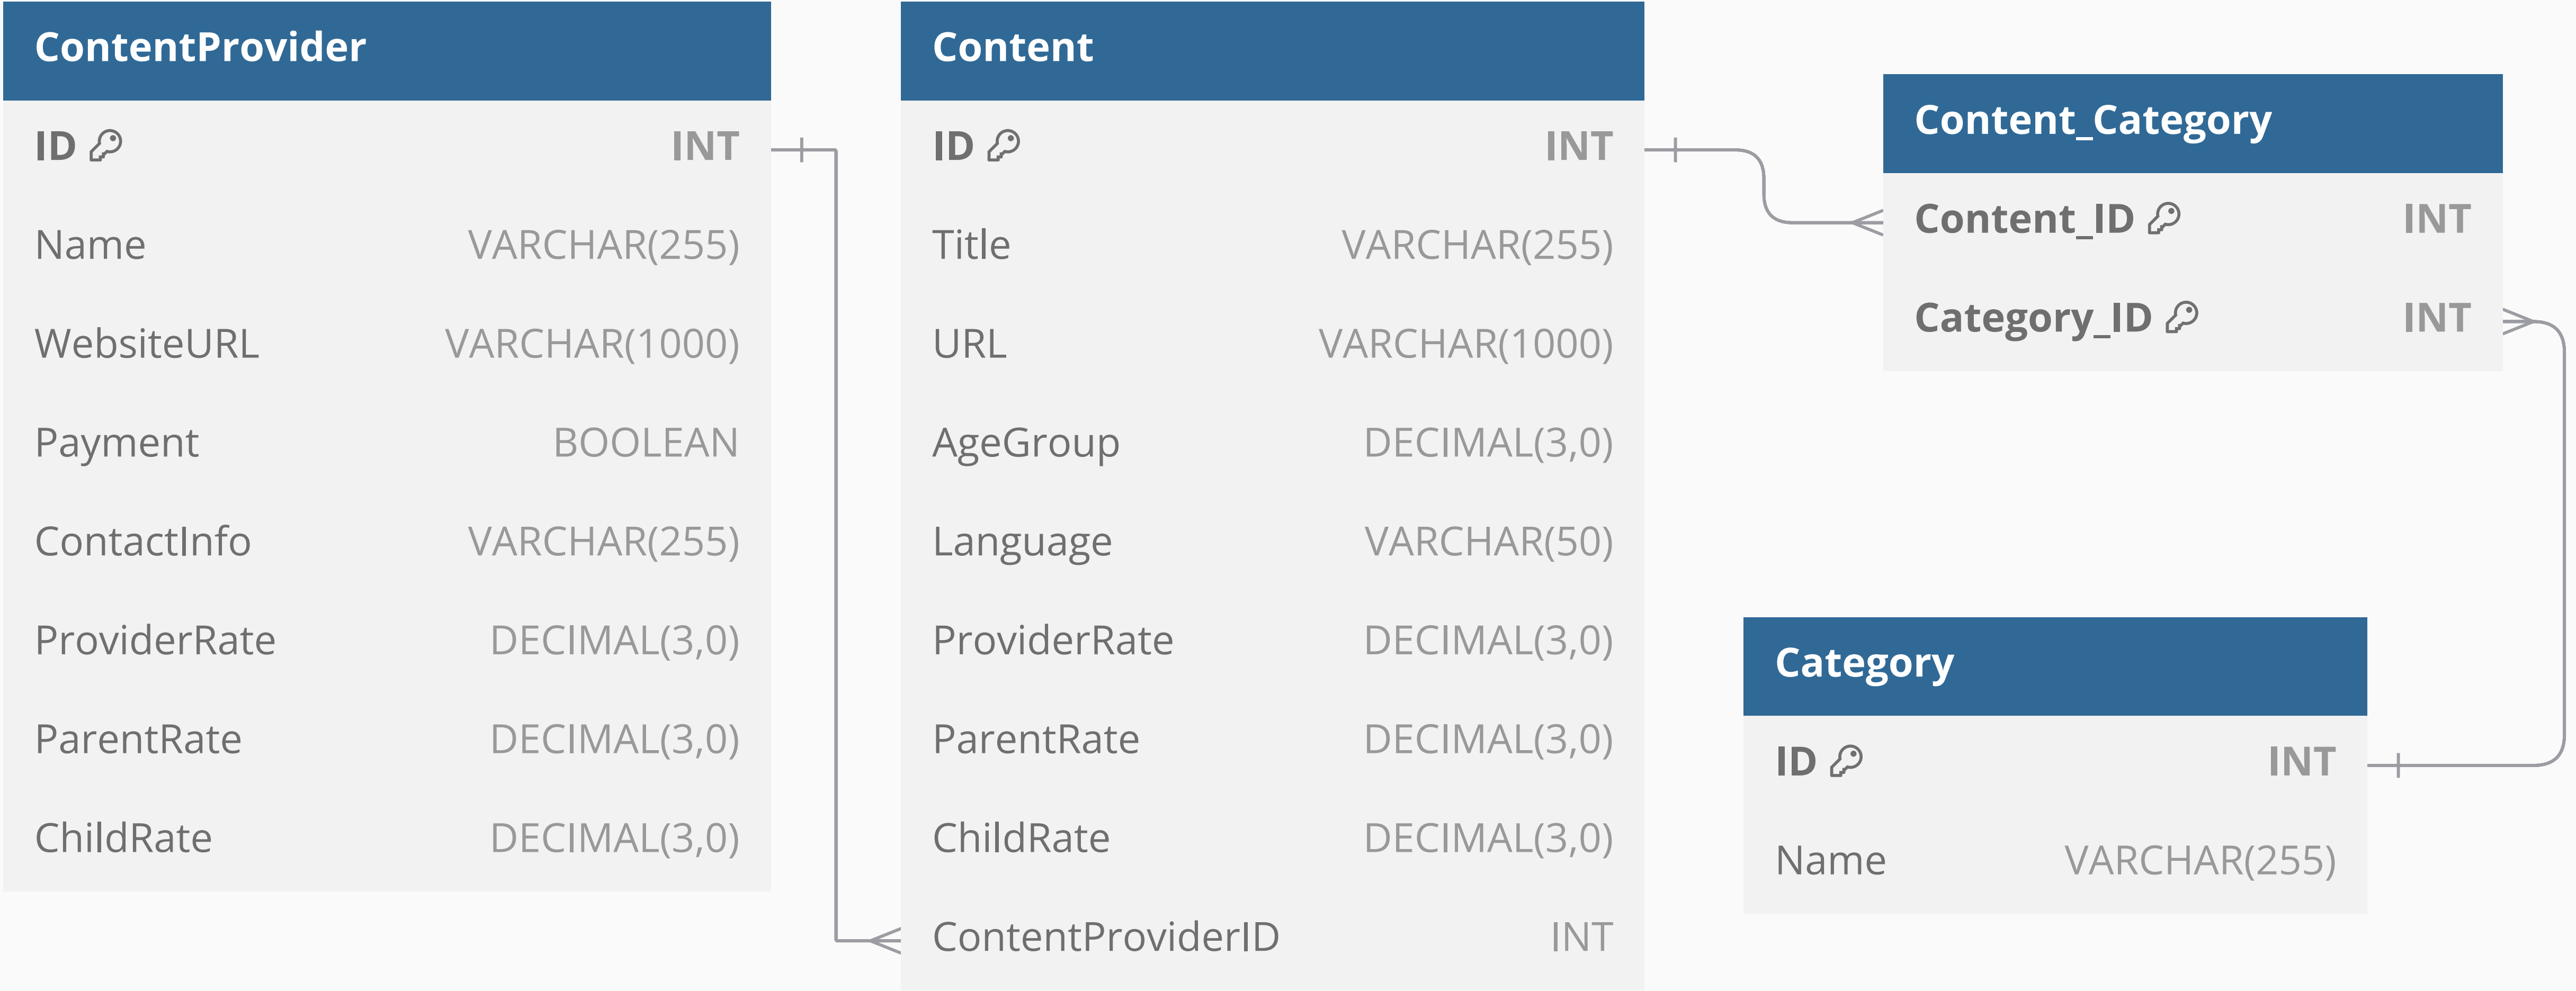 ContentProvider
ID INT
Name VARCHAR(255)
WebsiteURL VARCHAR(1000)
Payment BOOLEAN
ContactInfo VARCHAR(255)
ProviderRate DECIMAL(3,0)
ParentRate DECIMAL(3,0)
ChildRate DECIMAL(3,0)
Content
ID INT
Title VARCHAR(255)
URL VARCHAR(1000)
AgeGroup DECIMAL(3,0)
Language VARCHAR(50)
ProviderRate DECIMAL(3,0)
ParentRate DECIMAL(3,0)
ChildRate DECIMAL(3,0)
ContentProviderID INT
Content_Category
Content_ID INT
Category_ID INT
Category
ID INT
Name VARCHAR(255)